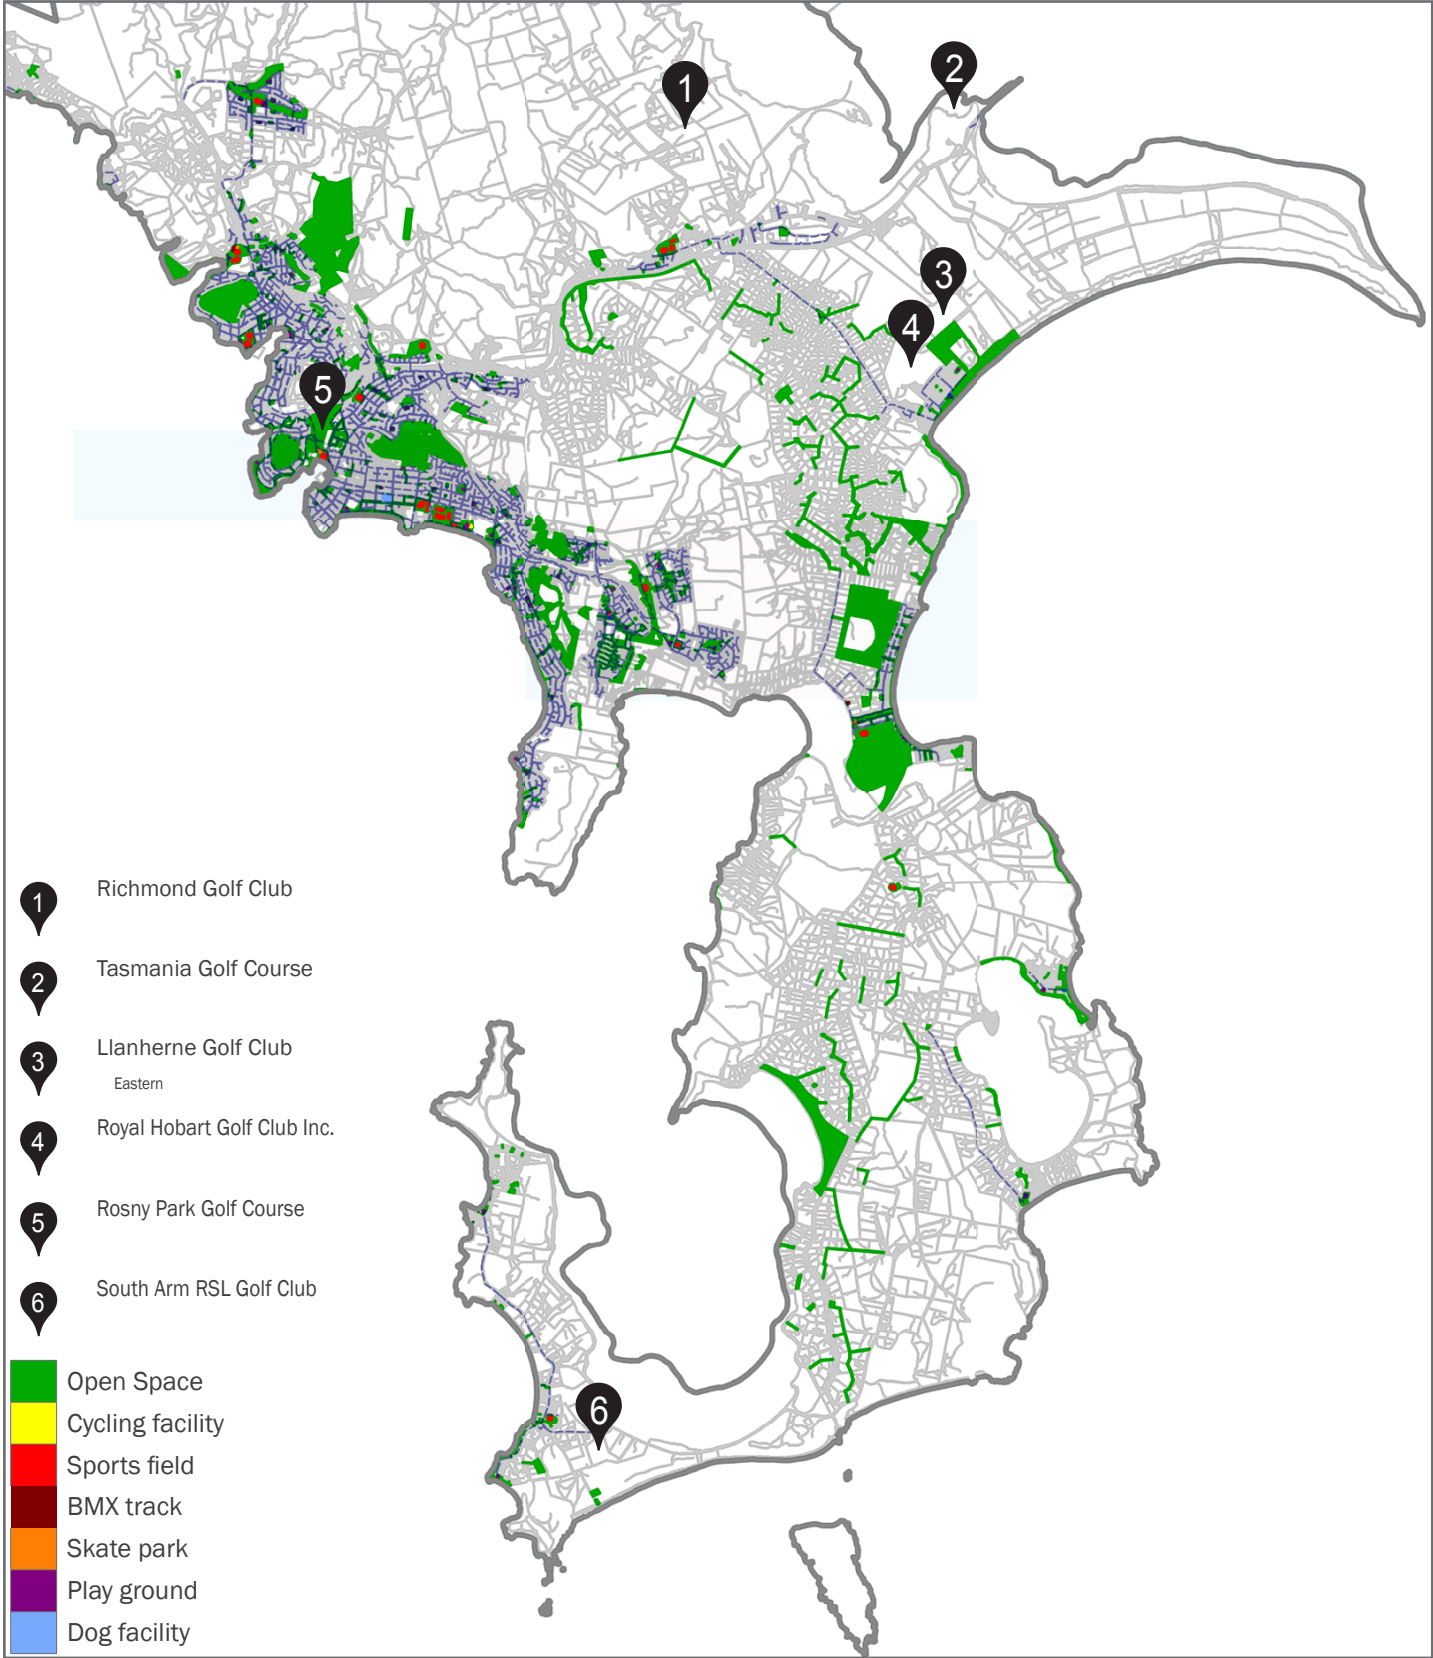 1
2
3
4
5
6
1 Richmond Golf Club
2 Tasmania Golf Course
3 Llanherne Golf Club
Eastern
4 Royal Hobart Golf Club Inc.
5 Rosny Park Golf Course
6 South Arm RSL Golf Club
Open Space
Cycling facility
Sports field
BMX track
Skate park
Play ground
Dog facility